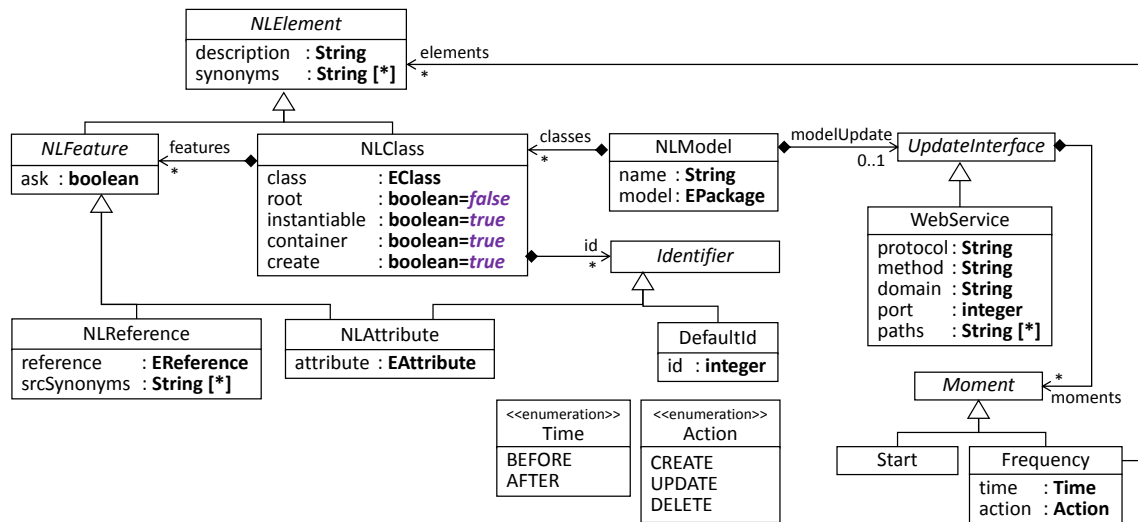 NLElement
description : String
synonyms : String [*]
elements
*
NLFeature
ask : boolean
features
*
NLClass
class : EClass
root : boolean=false
instantiable : boolean=true
container : boolean=true
create : boolean=true
classes
*
NLModel
name : String
model : EPackage
modelUpdate
0..1
UpdateInterface
WebService
protocol : String
method : String
domain : String
port : integer
paths : String [*]
id
*
Identifier
NLReference
reference : EReference
srcSynonyms : String [*]
NLAttribute
attribute : EAttribute
DefaultId
id : integer
Moment
*
moments
<<enumeration>>
Time
BEFORE
AFTER
<<enumeration>>
Action
CREATE
UPDATE
DELETE
Start
Frequency
time : Time
action : Action